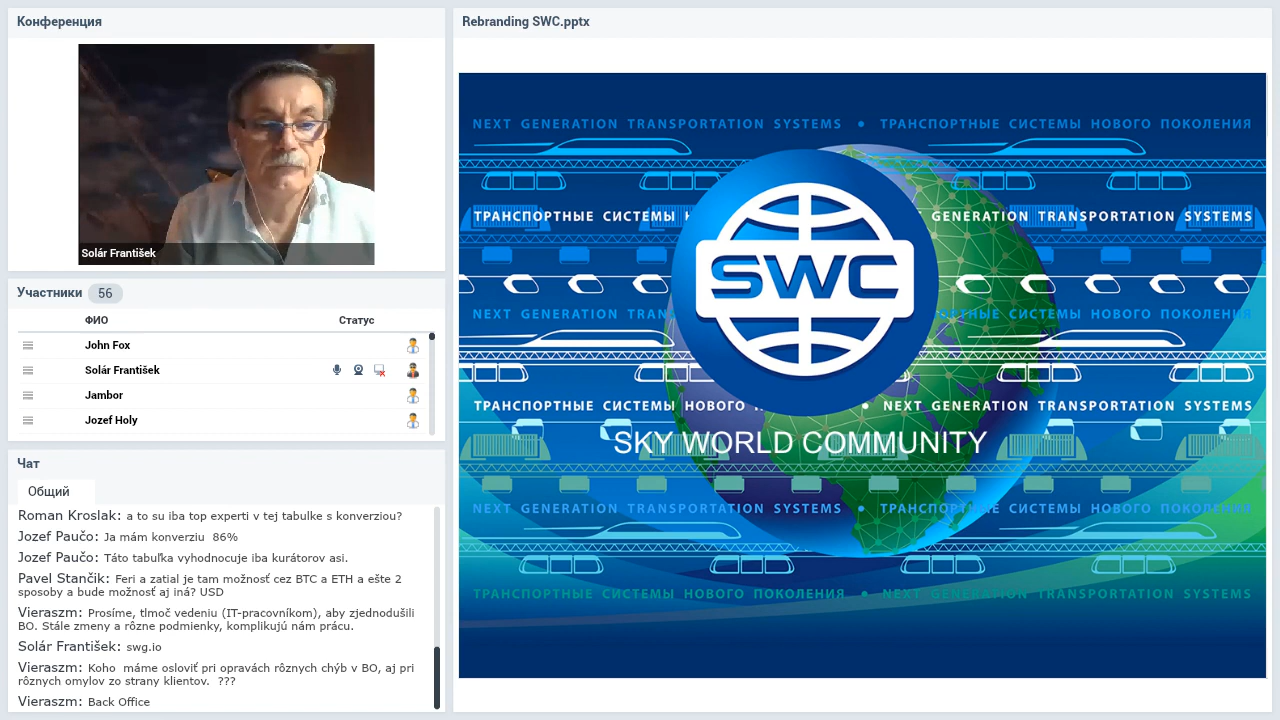 Конференция
Solár František
Участники 56
ФИО Статус
John Fox
Solár František
Jambor
Jozef Holy
Чат
Общий
Roman Kroslak: a to su iba top experti v tej tabulke s konverziou?
Jozef Paučo: Ja mám konverziu 86%
Jozef Paučo: Táto tabuľka vyhodnocuje iba kurátorov asi.
Pavel Stančik: Feri a zatial je tam možnosť cez BTC a ETH a ešte 2
sposoby a bude možnosť aj iná? USD
Vieraszm: Prosíme, tlmoč vedeniu (IT-pracovníkom), aby zjednodušili
BO. Stále zmeny a rôzne podmienky, komplikujú nám prácu.
Solár František: swg.io
Vieraszm: Koho máme osloviť pri opravách rôznych chýb v BO, aj pri
rôznych omylov zo strany klientov. ???
Vieraszm: Back Office
Rebranding SWC.pptx
NEXT GENERATION TRANSPORTATION SYSTEMS • ТРАНСПОРТНЫЕ СИСТЕМЫ НОВОГО ПОКОЛЕНИЯ
ТРАНСПОРТНЫЕ СИСТЕМЫ GENERATION TRANSPORTATION SYSTEMS
SWC
NEXT GENERATION СИСТЕМЫ НОВОГО ПОКОЛЕНИЯ
ТРАНСПОРТНЫЕ СИСТЕМЫ НОВОГО • NEXT GENERATION TRANSPORTATION SYSTEMS
SKY WORLD COMMUNITY
NEXT GENERATION TRANSPORTATION SYSTEMS • ТРАНСПОРТНЫЕ СИСТЕМЫ НОВОГО ПОКОЛЕНИЯ
ТРАНСПОРТНЫЕ СИСТЕМЫ НОВОГО ПОКОЛЕНИЯ • NEXT GENERATION TRANSPORTATION SYSTEMS